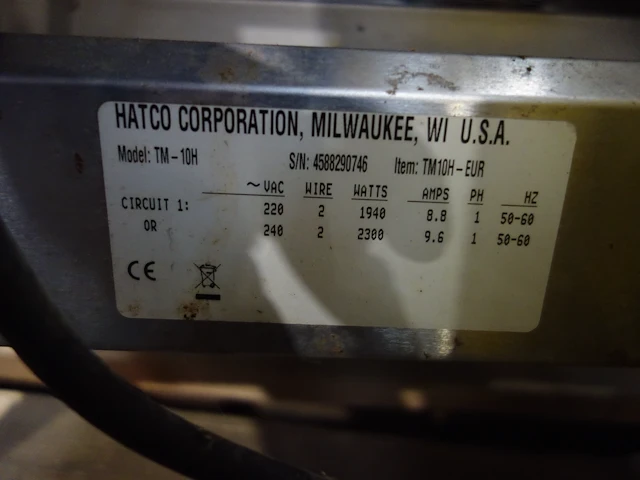 HATCO CORPORATION, MILWAUKEE, WI U.S.A.
Model: TM-10H S/N: 4588290746 Item: TM10H-EUR
~VAC WIRE WATTS AMPS PH HZ
CIRCUIT 1: 220 2 1940 8.8 1 50-60
OR 240 2 2300 9.6 1 50-60
CE